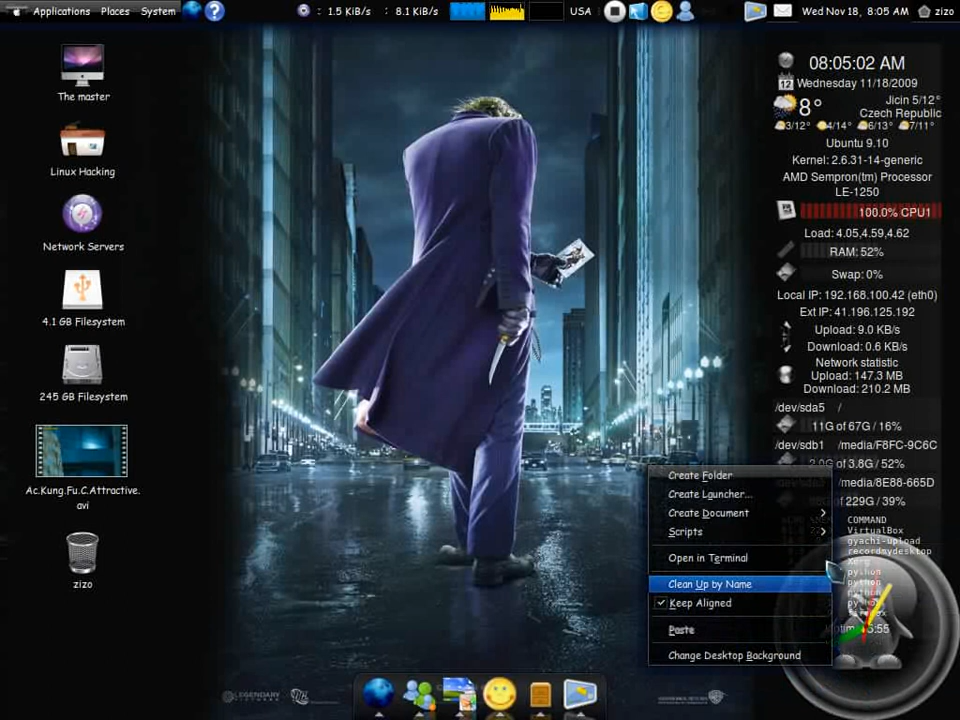 Applications Places System
: 1.5 KiB/s : 8.1 KiB/s
USA
Wed Nov 18, 8:05 AM
zizo
The master
Linux Hacking
Network Servers
4.1 GB Filesystem
245 GB Filesystem
Ac.Kung.Fu.C.Attractive.
avi
zizo
08:05:02 AM
12
Wednesday 11/18/2009
8°
Jicin 5/12°
Czech Republic
3/12° 4/14° 6/13° 7/11°
Ubuntu 9.10
Kernel: 2.6.31-14-generic
AMD Sempron(tm) Processor
LE-1250
100.0% CPU1
Load: 4.05,4.59,4.62
RAM: 52%
Swap: 0%
Local IP: 192.168.100.42 (eth0)
Ext IP: 41.196.125.192
Upload: 9.0 KB/s
Download: 0.6 KB/s
Network statistic
Upload: 147.3 MB
Download: 210.2 MB
/dev/sda5 /
11G of 67G / 16%
/dev/sdb1 /media/F8FC-9C6C
2.0G of 3.8G / 52%
/media/8E88-665D
of 229G / 39%
COMMAND
VirtualBox
gyachi-upload
recordmydesktop
Xorg
python
python
python
Create Folder
Create Launcher...
Create Document
Scripts
Open in Terminal
Clean Up by Name
Keep Aligned
Paste
Change Desktop Background
LEGENDARY
PICTURES